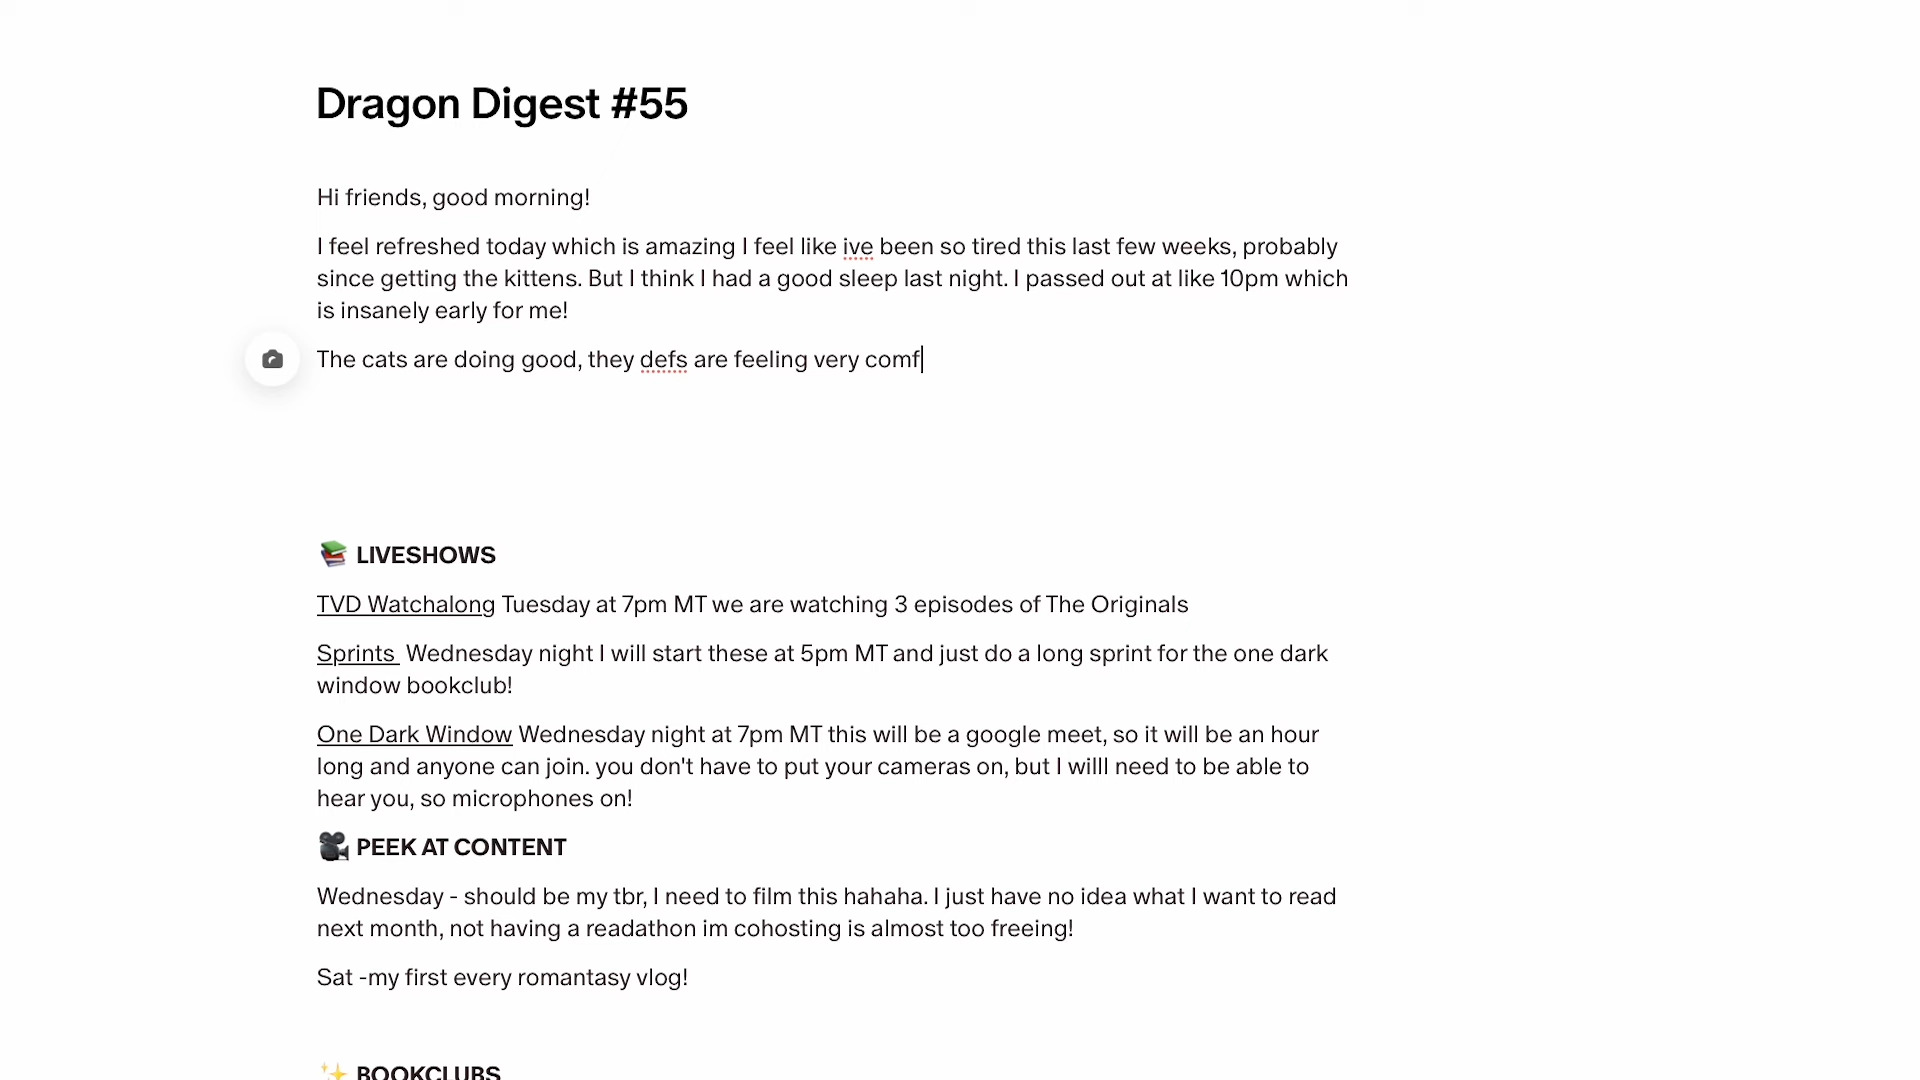 Dragon Digest #55
Hi friends, good morning!
I feel refreshed today which is amazing I feel like ive been so tired this last few weeks, probably
since getting the kittens. But I think I had a good sleep last night. I passed out at like 10pm which
is insanely early for me!
The cats are doing good, they defs are feeling very comf
📚 LIVESHOWS
TVD Watchalong Tuesday at 7pm MT we are watching 3 episodes of The Originals
Sprints  Wednesday night I will start these at 5pm MT and just do a long sprint for the one dark
window bookclub!
One Dark Window Wednesday night at 7pm MT this will be a google meet, so it will be an hour
long and anyone can join. you don't have to put your cameras on, but I willl need to be able to
hear you, so microphones on!
🎥 PEEK AT CONTENT
Wednesday - should be my tbr, I need to film this hahaha. I just have no idea what I want to read
next month, not having a readathon im cohosting is almost too freeing!
Sat -my first every romantasy vlog!
✨ BOOKCLUBS